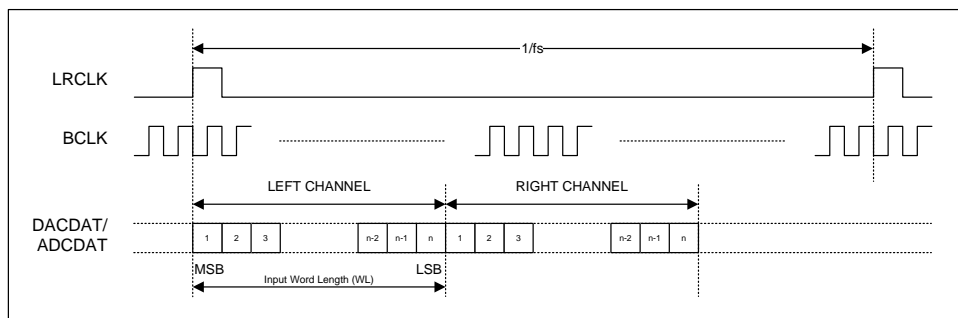 1/fs
LRCLK
BCLK
LEFT CHANNEL RIGHT CHANNEL
DACDAT/
ADCDAT
1 2 3 n-2 n-1 n 1 2 3 n-2 n-1 n
MSB LSB
Input Word Length (WL)